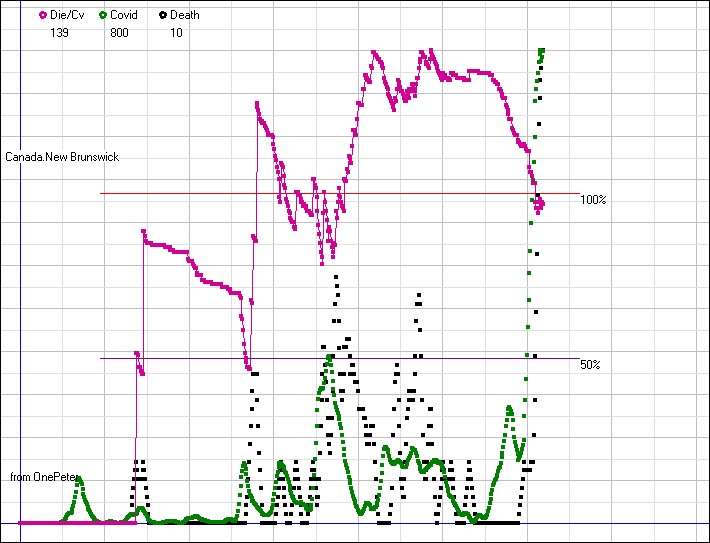 Die/Cv Covid Death
139 800 10
Canada.New Brunswick
100%
50%
from OnePeter